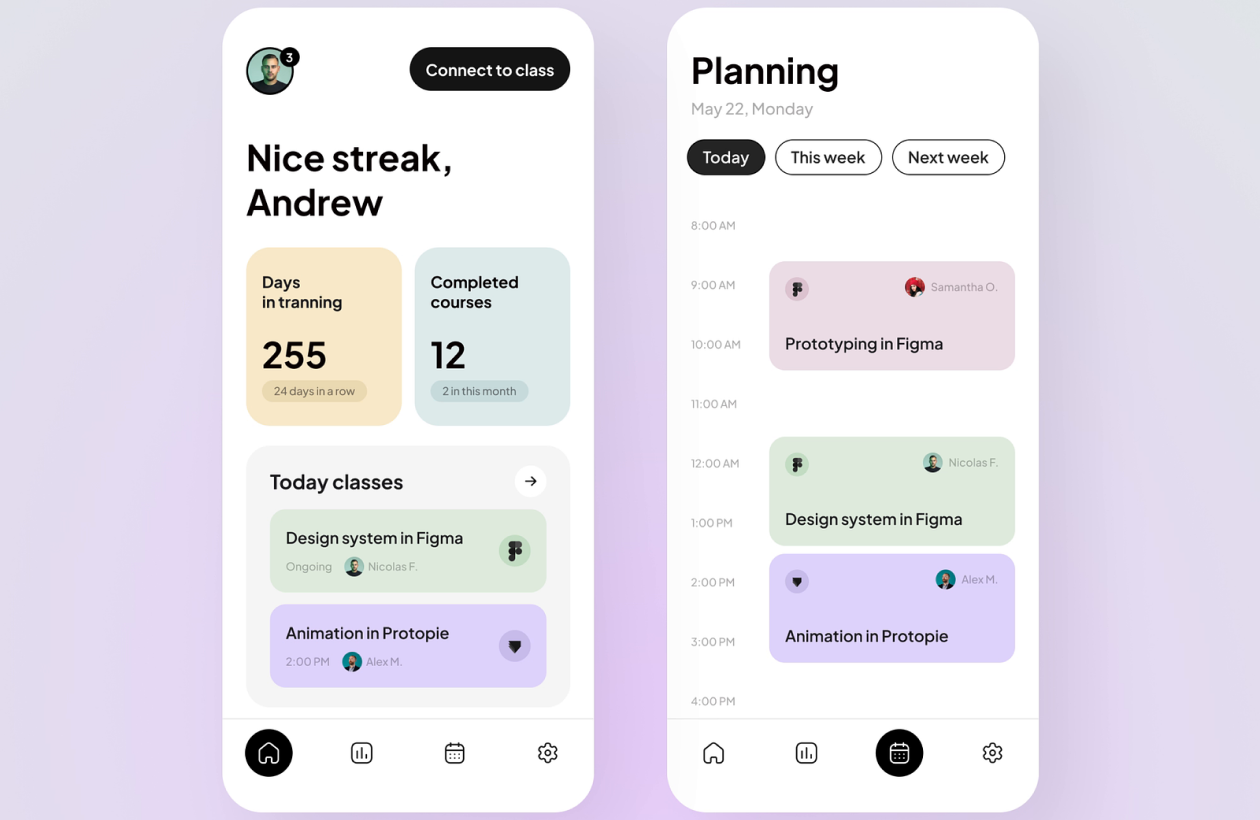 3
Connect to class
Nice streak,
Andrew
Days
in tranning
255
24 days in a row
Completed
courses
12
2 in this month
Today classes
Design system in Figma
Ongoing
Nicolas F.
Animation in Protopie
2:00 PM
Alex M.
Planning
May 22, Monday
Today
This week
Next week
8:00 AM
9:00 AM
Samantha O.
10:00 AM
Prototyping in Figma
11:00 AM
12:00 AM
Nicolas F.
1:00 PM
Design system in Figma
2:00 PM
Alex M.
3:00 PM
Animation in Protopie
4:00 PM